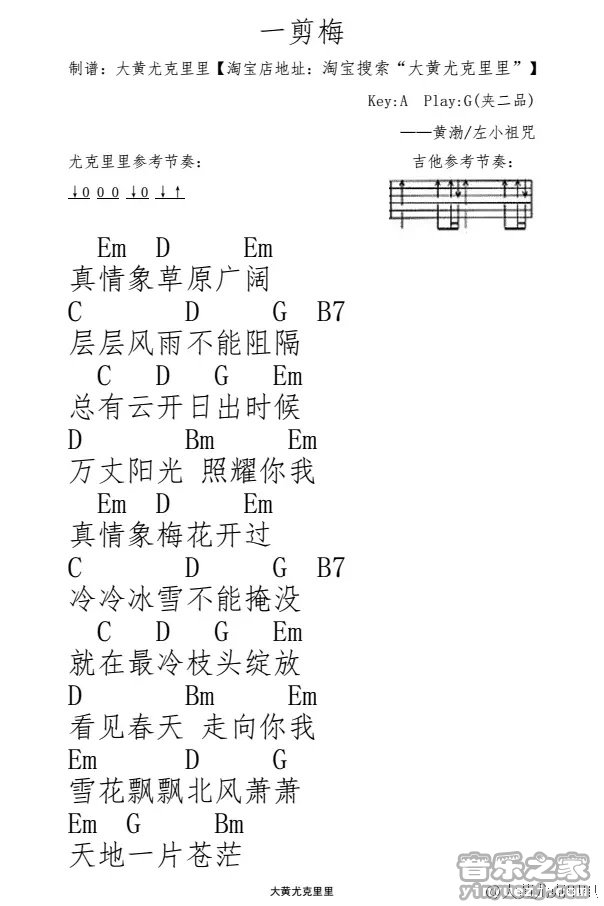 一剪梅
制谱：大黄尤克里里【淘宝店地址：淘宝搜索“大黄尤克里里”】
Key:A Play:G(夹二品)
——黄渤/左小祖咒
尤克里里参考节奏： 吉他参考节奏：
↓0 0 0 ↓0 ↓↑
Em D Em
真情象草原广阔
C D G B7
层层风雨不能阻隔
C D G Em
总有云开日出时候
D Bm Em
万丈阳光 照耀你我
Em D Em
真情象梅花开过
C D G B7
冷冷冰雪不能掩没
C D G Em
就在最冷枝头绽放
D Bm Em
看见春天 走向你我
Em D G
雪花飘飘北风萧萧
Em G Bm
天地一片苍茫
音乐之家
大黄尤克里里